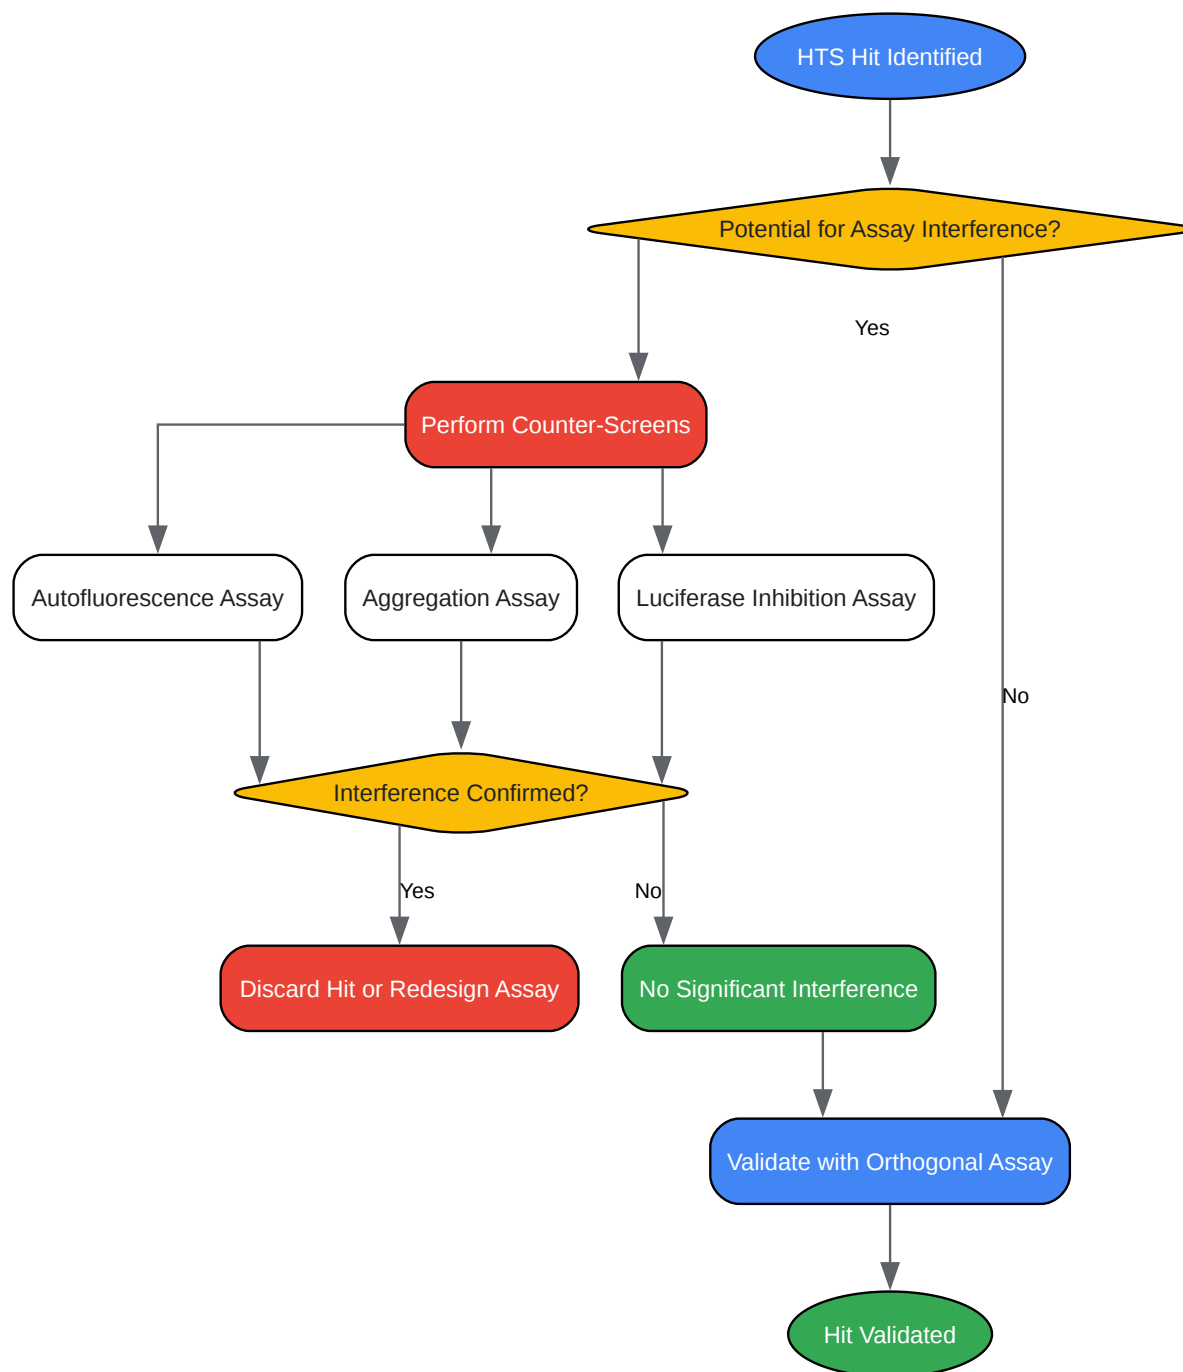 HTS Hit Identified
Potential for Assay Interference?
Yes
Perform Counter-Screens
Autofluorescence Assay
Aggregation Assay
Luciferase Inhibition Assay
No
Interference Confirmed?
Yes
No
Discard Hit or Redesign Assay
No Significant Interference
Validate with Orthogonal Assay
Hit Validated